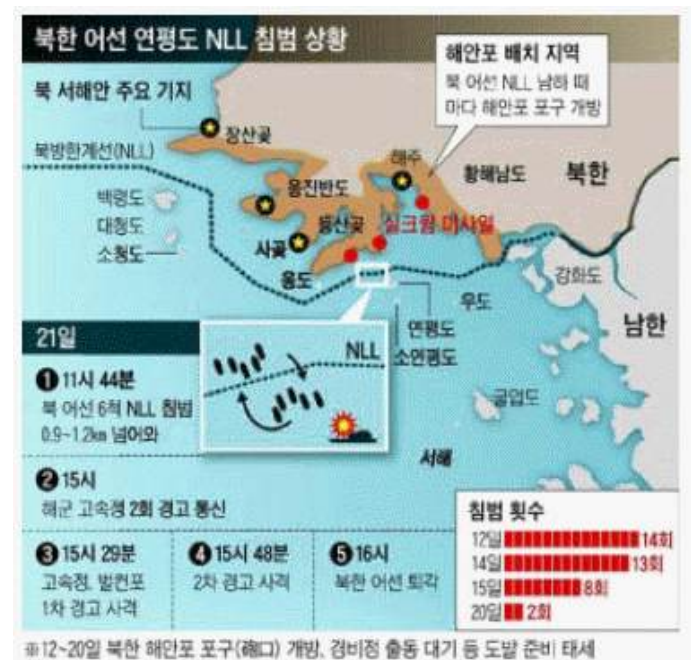 북한 어선 연평도 NLL 침범 상황
해안포 배치 지역
북 어선 NLL 남하 때
마다 해안포 포구 개방
북 서해안 주요 기지
장산곶
북방한계선(NLL)
해주
황해남도
북한
옹진반도
백령도
대청도
소청도
등산곶
실크웜 미사일
사곶
옹도
강화도
우도
연평도
소연평도
남한
NLL
굴업도
서해
21일
❶ 11시 44분
북 어선 6척 NLL 침범
0.9~1.2km 넘어와
❷ 15시
해군 고속정 2회 경고 통신
❸ 15시 29분
고속정, 벌컨포
1차 경고 사격
❹ 15시 48분
2차 경고 사격
❺ 16시
북한 어선 퇴각
침범 횟수
12일 14회
14일 13회
15일 8회
20일 2회
※12~20일 북한 해안포 포구(砲口) 개방, 경비정 출동 대기 등 도발 준비 태세